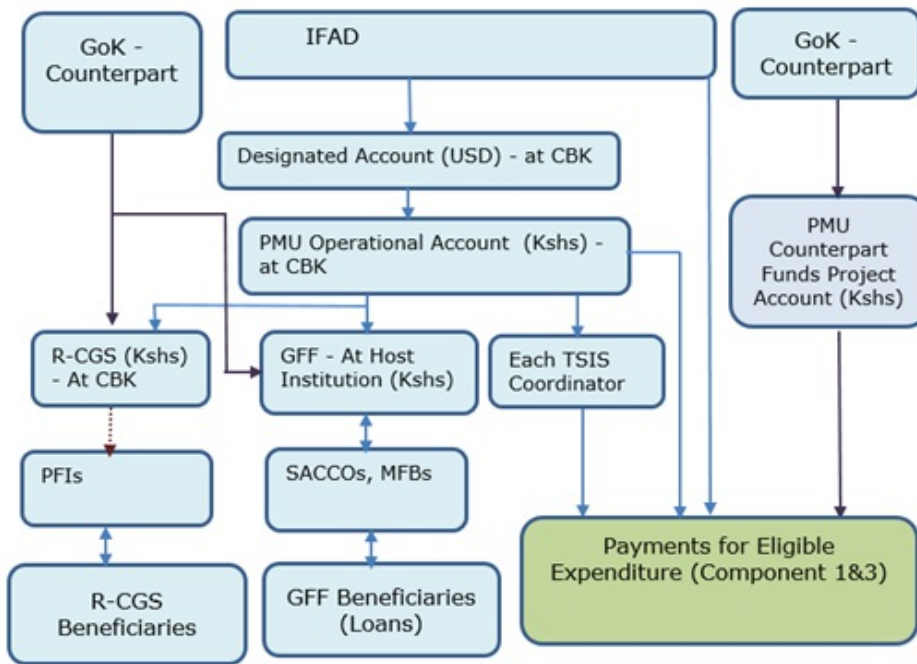 GoK -
Counterpart
IFAD
GoK -
Counterpart
Designated Account (USD) - at CBK
PMU Operational Account (Kshs) -
at CBK
PMU
Counterpart
Funds Project
Account (Kshs)
R-CGS (Kshs)
- At CBK
GFF - At Host
Institution (Kshs)
Each TSIS
Coordinator
PFIs
SACCOs, MFBs
Payments for Eligible
Expenditure (Component 1&3)
R-CGS
Beneficiaries
GFF Beneficiaries
(Loans)